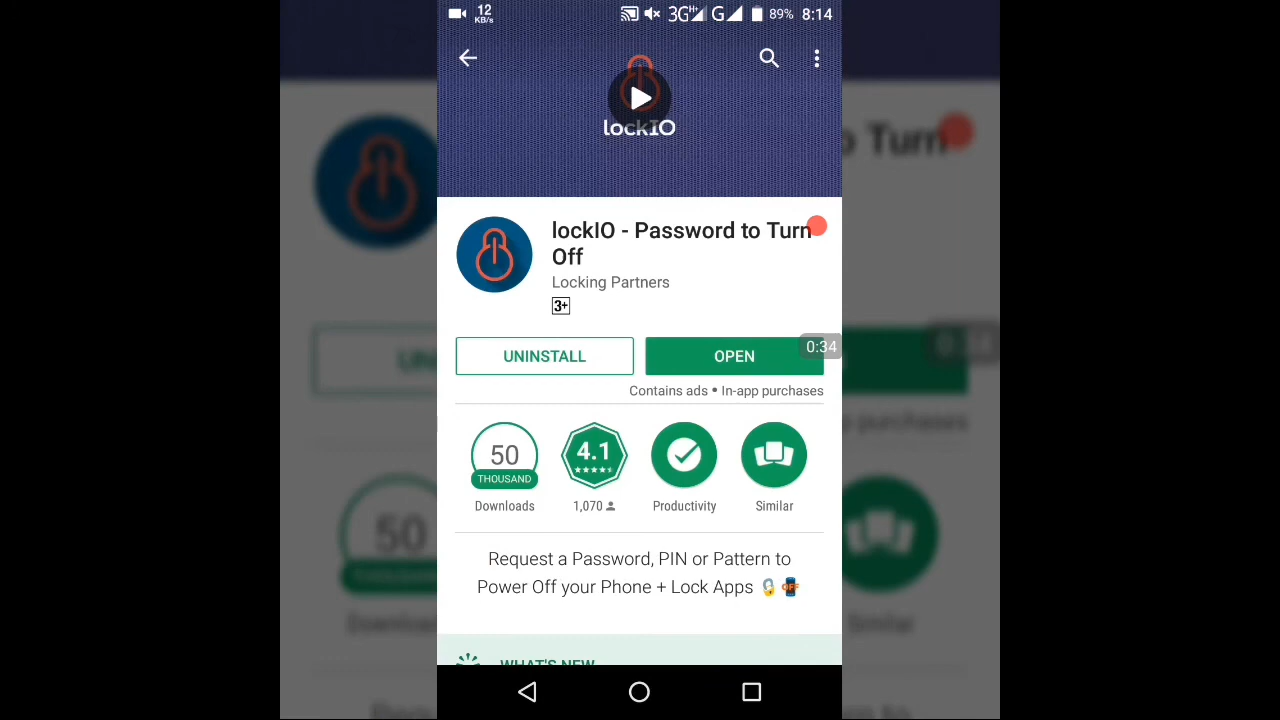 12
KB/s
3G H+ G 89% 8:14
lockIO
lockIO - Password to Turn
Off
Locking Partners
3+
UNINSTALL
OPEN
0:34
Contains ads • In-app purchases
50
THOUSAND
Downloads
4.1
1,070
Productivity
Similar
Request a Password, PIN or Pattern to
Power Off your Phone + Lock Apps
OFF
WHAT'S NEW